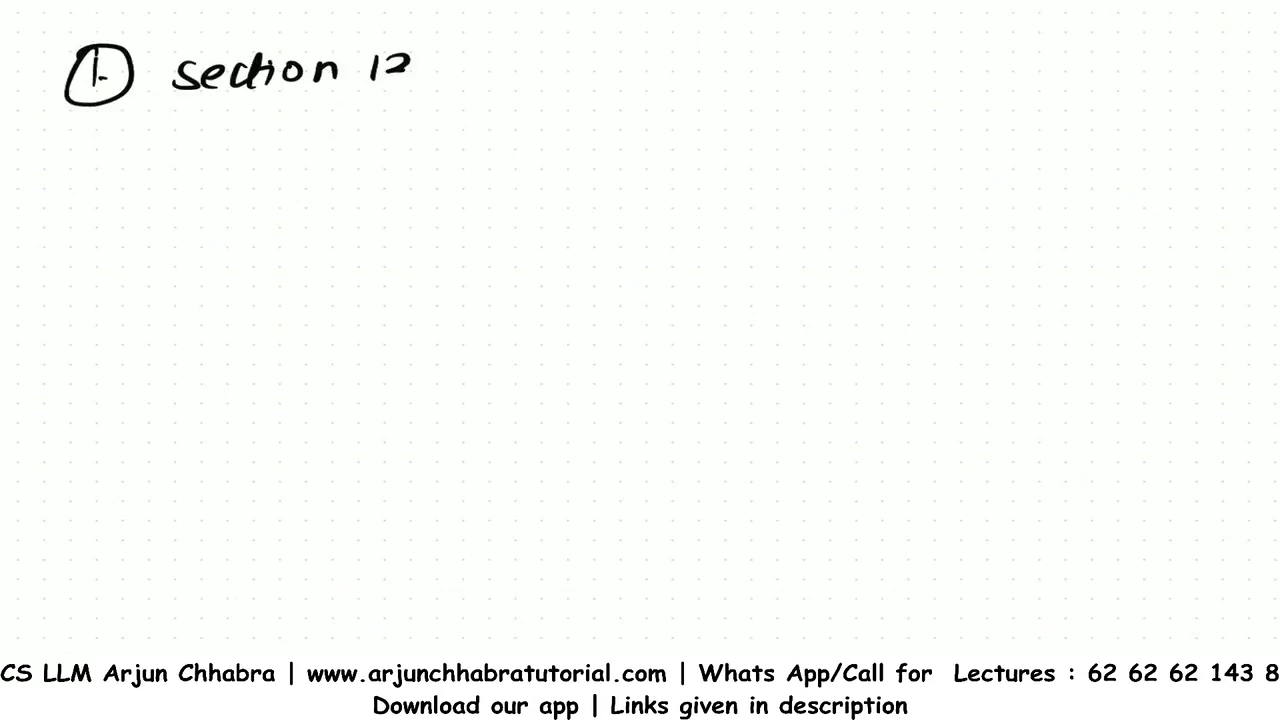 1. section 12
CS LLM Arjun Chhabra | www.arjunchhabratutorial.com | Whats App/Call for Lectures : 62 62 62 143 8
Download our app | Links given in description